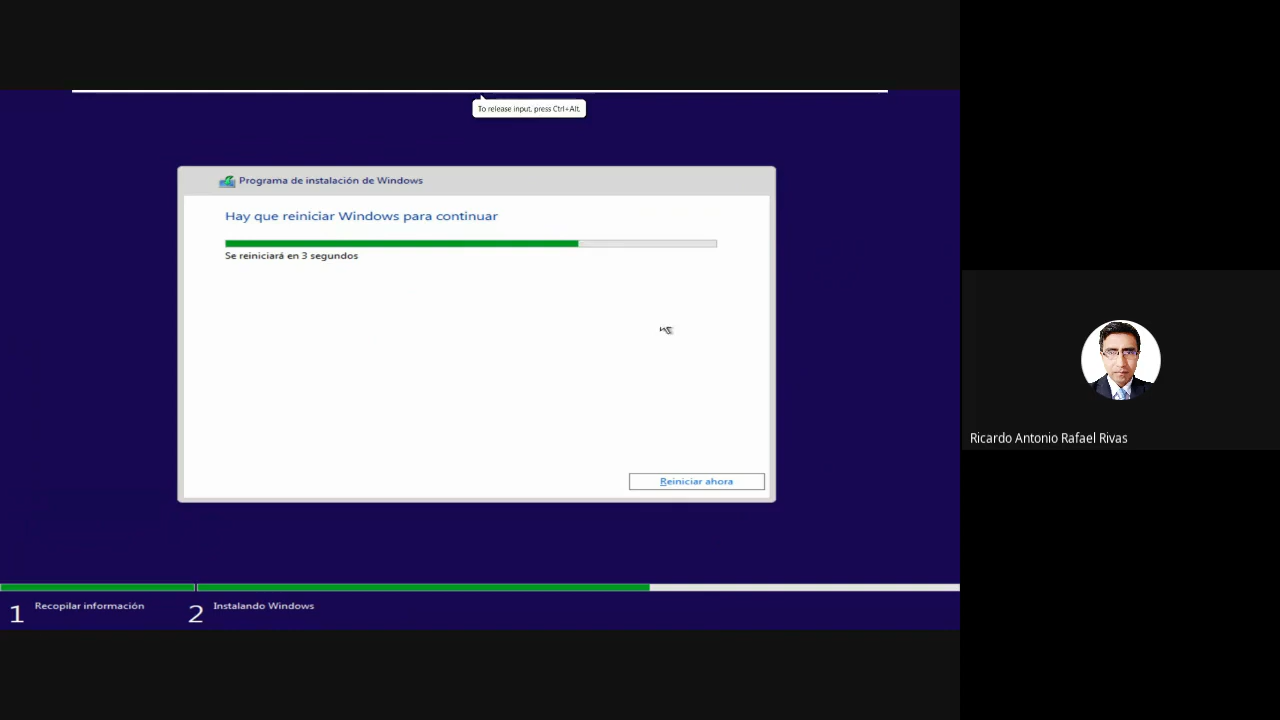 To release input, press Ctrl+Alt.
Programa de instalación de Windows
Hay que reiniciar Windows para continuar
Se reiniciará en 3 segundos
Reiniciar ahora
Ricardo Antonio Rafael Rivas
1 Recopilar información
2 Instalando Windows